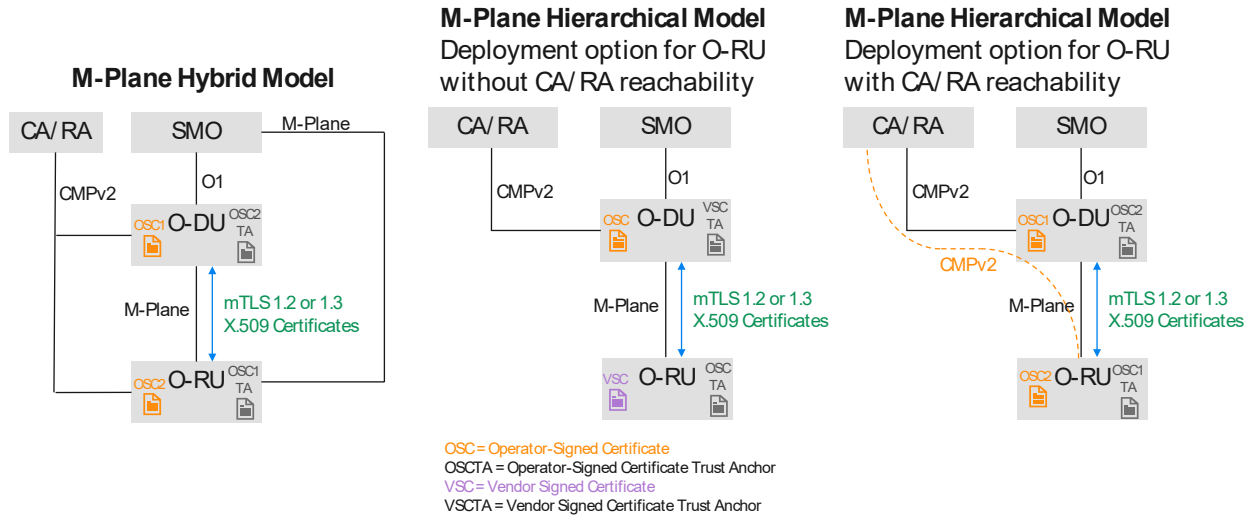 M-Plane Hybrid Model
CA/ RA
SMO
M-Plane
CMPv2
O1
OSC1
O-DU
OSC2
TA
M-Plane
mTLS 1.2 or 1.3
X.509 Certificates
OSC2
O-RU
OSC1
TA
M-Plane Hierarchical Model
Deployment option for O-RU
without CA/ RA reachability
CA/ RA
SMO
CMPv2
O1
OSC
O-DU
VSC
TA
M-Plane
mTLS 1.2 or 1.3
X.509 Certificates
VSC
O-RU
OSC
TA
M-Plane Hierarchical Model
Deployment option for O-RU
with CA/ RA reachability
CA/ RA
SMO
CMPv2
O1
OSC1
O-DU
OSC2
TA
CMPv2
M-Plane
mTLS 1.2 or 1.3
X.509 Certificates
OSC2
O-RU
OSC1
TA
OSC = Operator-Signed Certificate
OSCTA = Operator-Signed Certificate Trust Anchor
VSC = Vendor Signed Certificate
VSCTA = Vendor Signed Certificate Trust Anchor